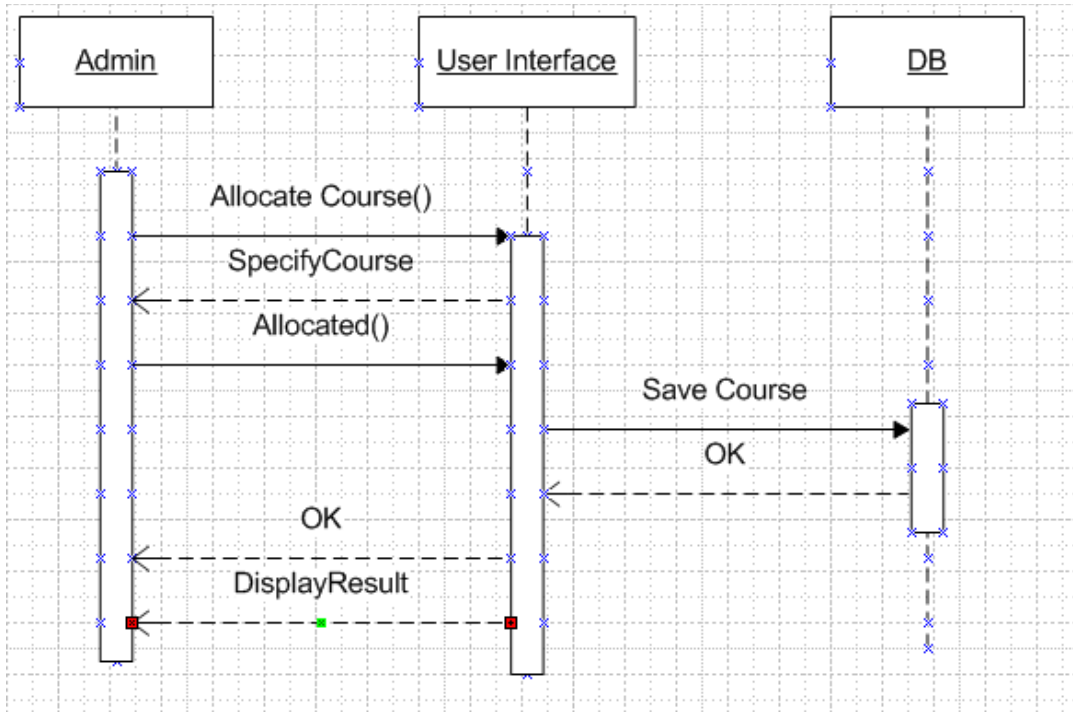 Admin
User Interface
DB
Allocate Course()
SpecifyCourse
Allocated()
Save Course
OK
OK
DisplayResult